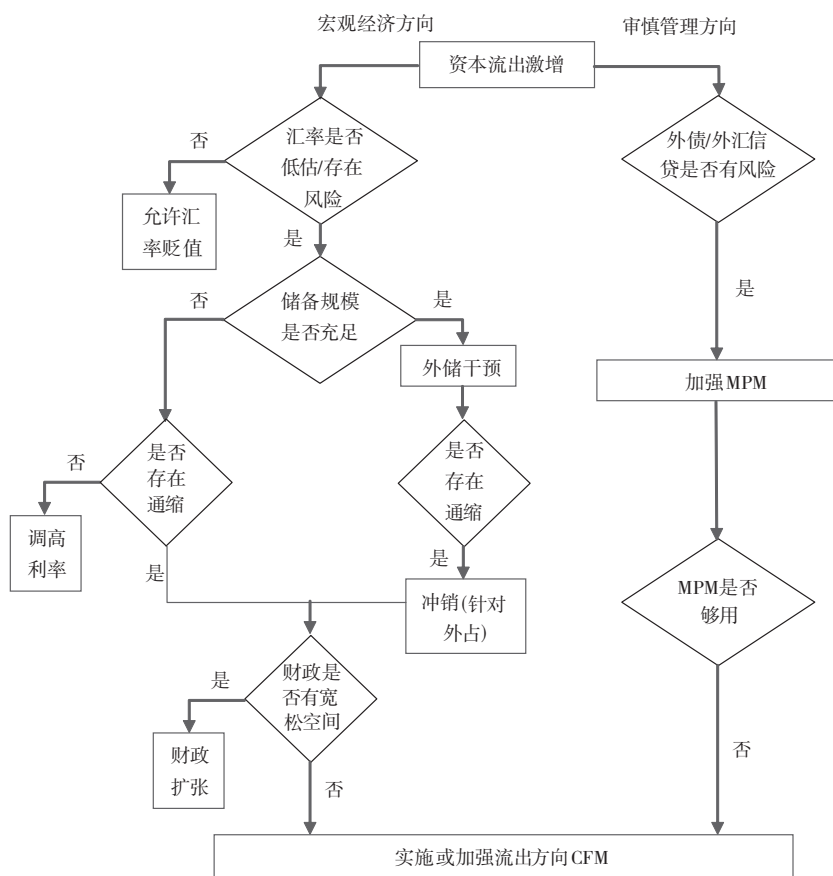 宏观经济方向
审慎管理方向
资本流出激增
否
汇率是否
低估/存在
风险
外债/外汇信
贷是否有风险
允许汇
率贬值
是
否
储备规模
是否充足
是
是
外储干预
加强MPM
否
是否
存在
通缩
是否
存在
通缩
调高
利率
是
是
冲销(针对
外占)
MPM是否
够用
是
财政是
否有宽
松空间
财政
扩张
否
否
实施或加强流出方向CFM